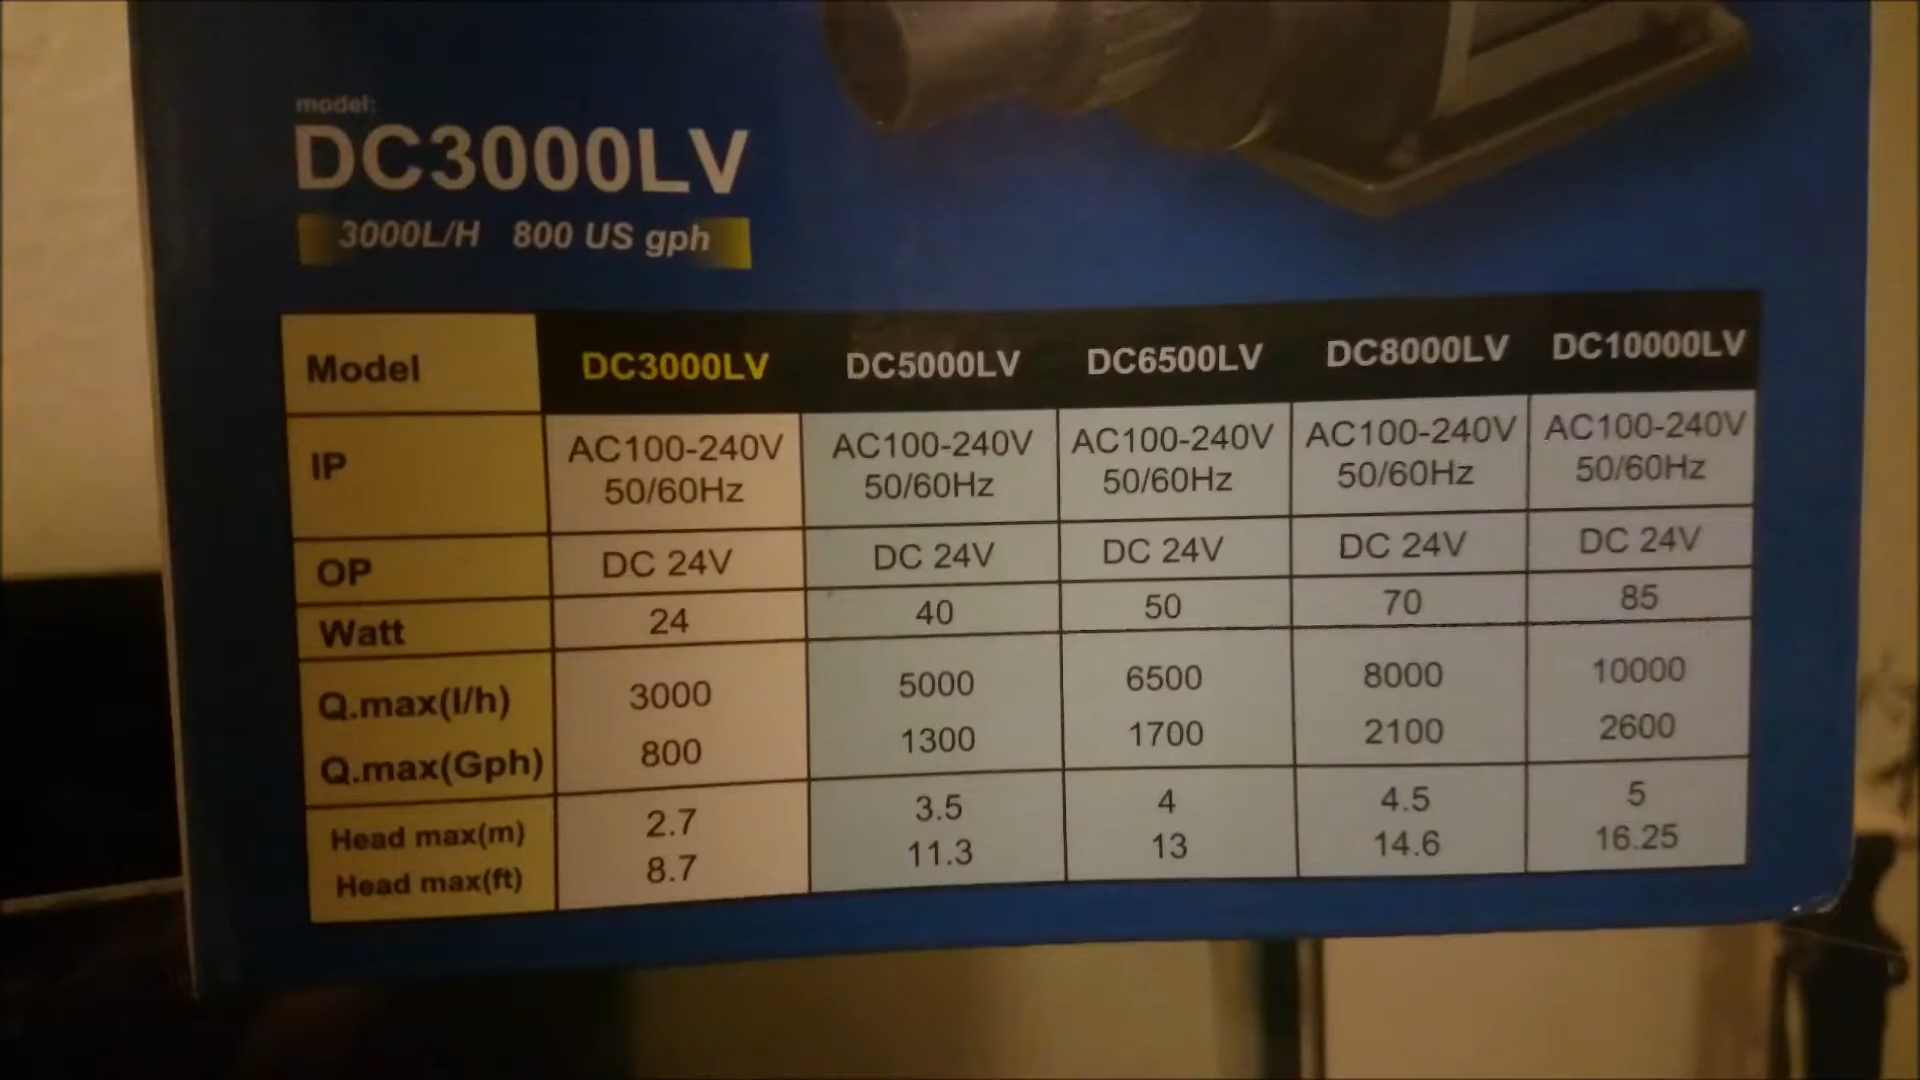 model:
DC3000LV
3000L/H 800 US gph
Model DC3000LV DC5000LV DC6500LV DC8000LV DC10000LV
IP AC100-240V AC100-240V AC100-240V AC100-240V AC100-240V
50/60Hz 50/60Hz 50/60Hz 50/60Hz 50/60Hz
OP DC 24V DC 24V DC 24V DC 24V DC 24V
Watt 24 40 50 70 85
Q.max(l/h) 3000 5000 6500 8000 10000
Q.max(Gph) 800 1300 1700 2100 2600
Head max(m) 2.7 3.5 4 4.5 5
Head max(ft) 8.7 11.3 13 14.6 16.25